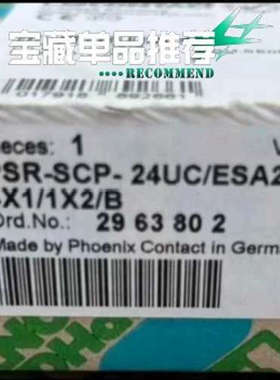 宝藏单品推荐
RECOMMEND
ieces: 1
PSR-SCP- 24UC/ESA2
X1/1X2/B
Ord.No.: 29 63 80 2
Made by Phoenix Contact in Germ